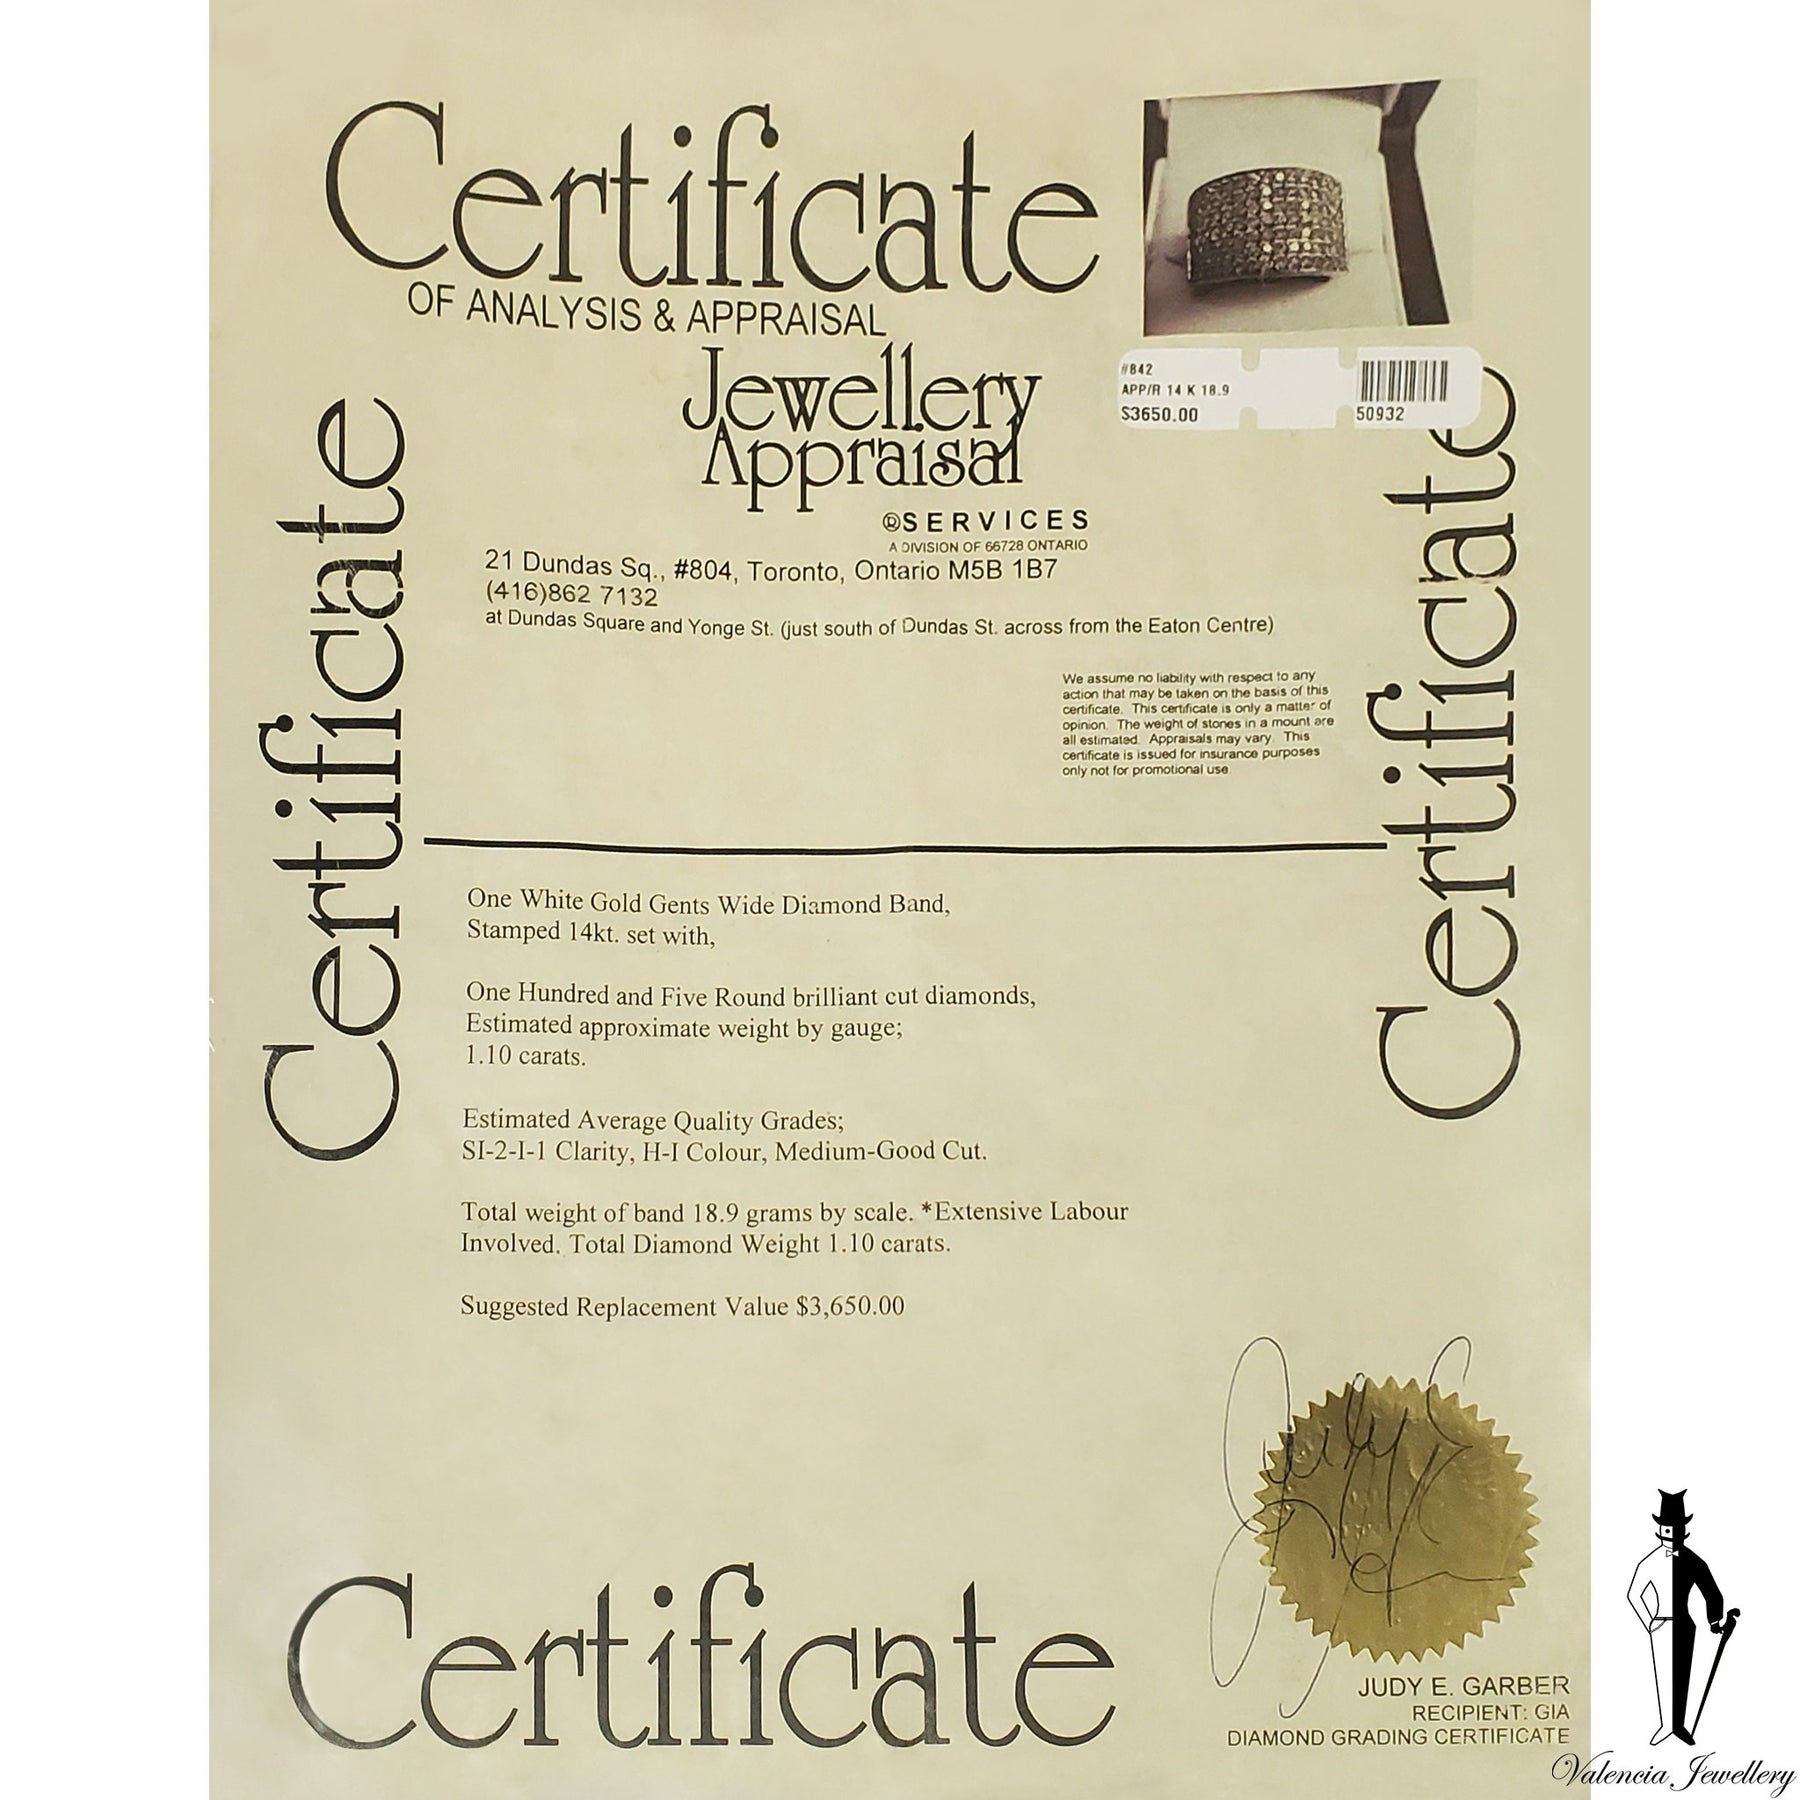 Certificate
OF ANALYSIS & APPRAISAL
Jewellery
Appraisal
®SERVICES
A DIVISION OF 66728 ONTARIO
#842
APP/R 14 K 18.9
$3650.00
50932
21 Dundas Sq., #804, Toronto, Ontario M5B 1B7
(416)862 7132
at Dundas Square and Yonge St. (just south of Dundas St. across from the Eaton Centre)
Certificate
Certificate
We assume no liability with respect to any
action that may be taken on the basis of this
certificate. This certificate is only a matter of
opinion. The weight of stones in a mount are
all estimated. Appraisals may vary. This
certificate is issued for insurance purposes
only not for promotional use.
One White Gold Gents Wide Diamond Band,
Stamped 14kt. set with,
One Hundred and Five Round brilliant cut diamonds,
Estimated approximate weight by gauge;
1.10 carats.
Estimated Average Quality Grades;
SI-2-I-1 Clarity, H-I Colour, Medium-Good Cut.
Total weight of band 18.9 grams by scale. *Extensive Labour
Involved. Total Diamond Weight 1.10 carats.
Suggested Replacement Value $3,650.00
Certificate
JUDY E. GARBER
RECIPIENT: GIA
DIAMOND GRADING CERTIFICATE
Valencia Jewellery